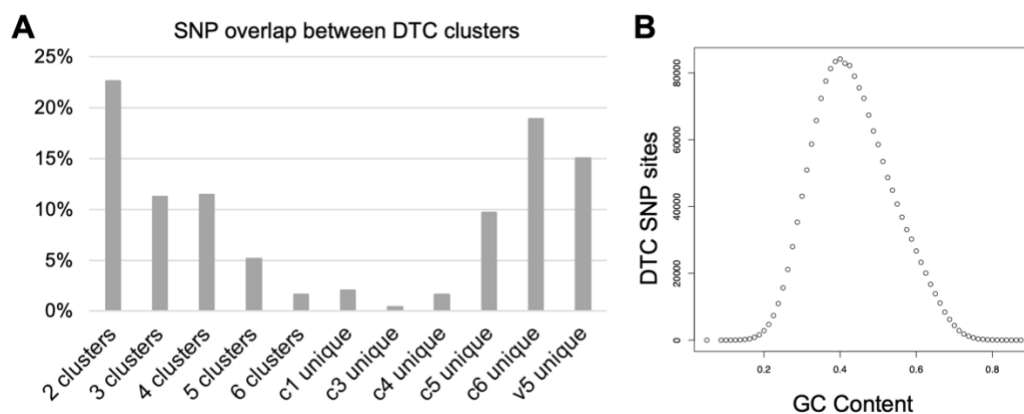 A
SNP overlap between DTC clusters
25%
20%
15%
10%
5%
0%
2 clusters
3 clusters
4 clusters
5 clusters
6 clusters
c1 unique
c3 unique
c4 unique
c5 unique
c6 unique
v5 unique
B
DTC SNP sites
80000
60000
40000
20000
0
0.2
0.4
0.6
0.8
GC Content